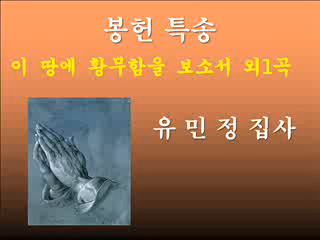 봉헌 특송
이 땅에 황무함을 보소서 외1곡
유 민 정 집사